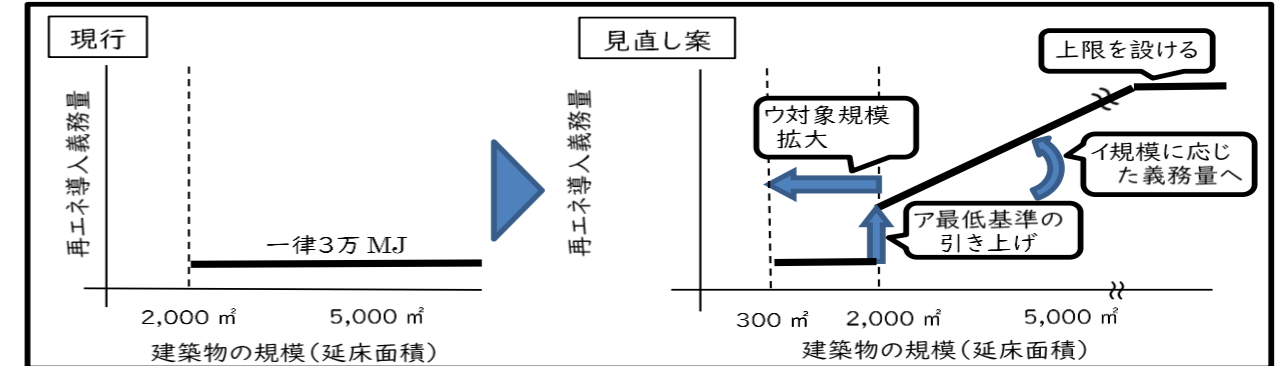 現行
再エネ導入義務量
一律3万 MJ
2,000 ㎡
5,000 ㎡
建築物の規模(延床面積)
見直し案
再エネ導入義務量
上限を設ける
ウ対象規模
拡大
イ規模に応じ
た義務量へ
ア最低基準の
引き上げ
300 ㎡
2,000 ㎡
5,000 ㎡
建築物の規模(延床面積)